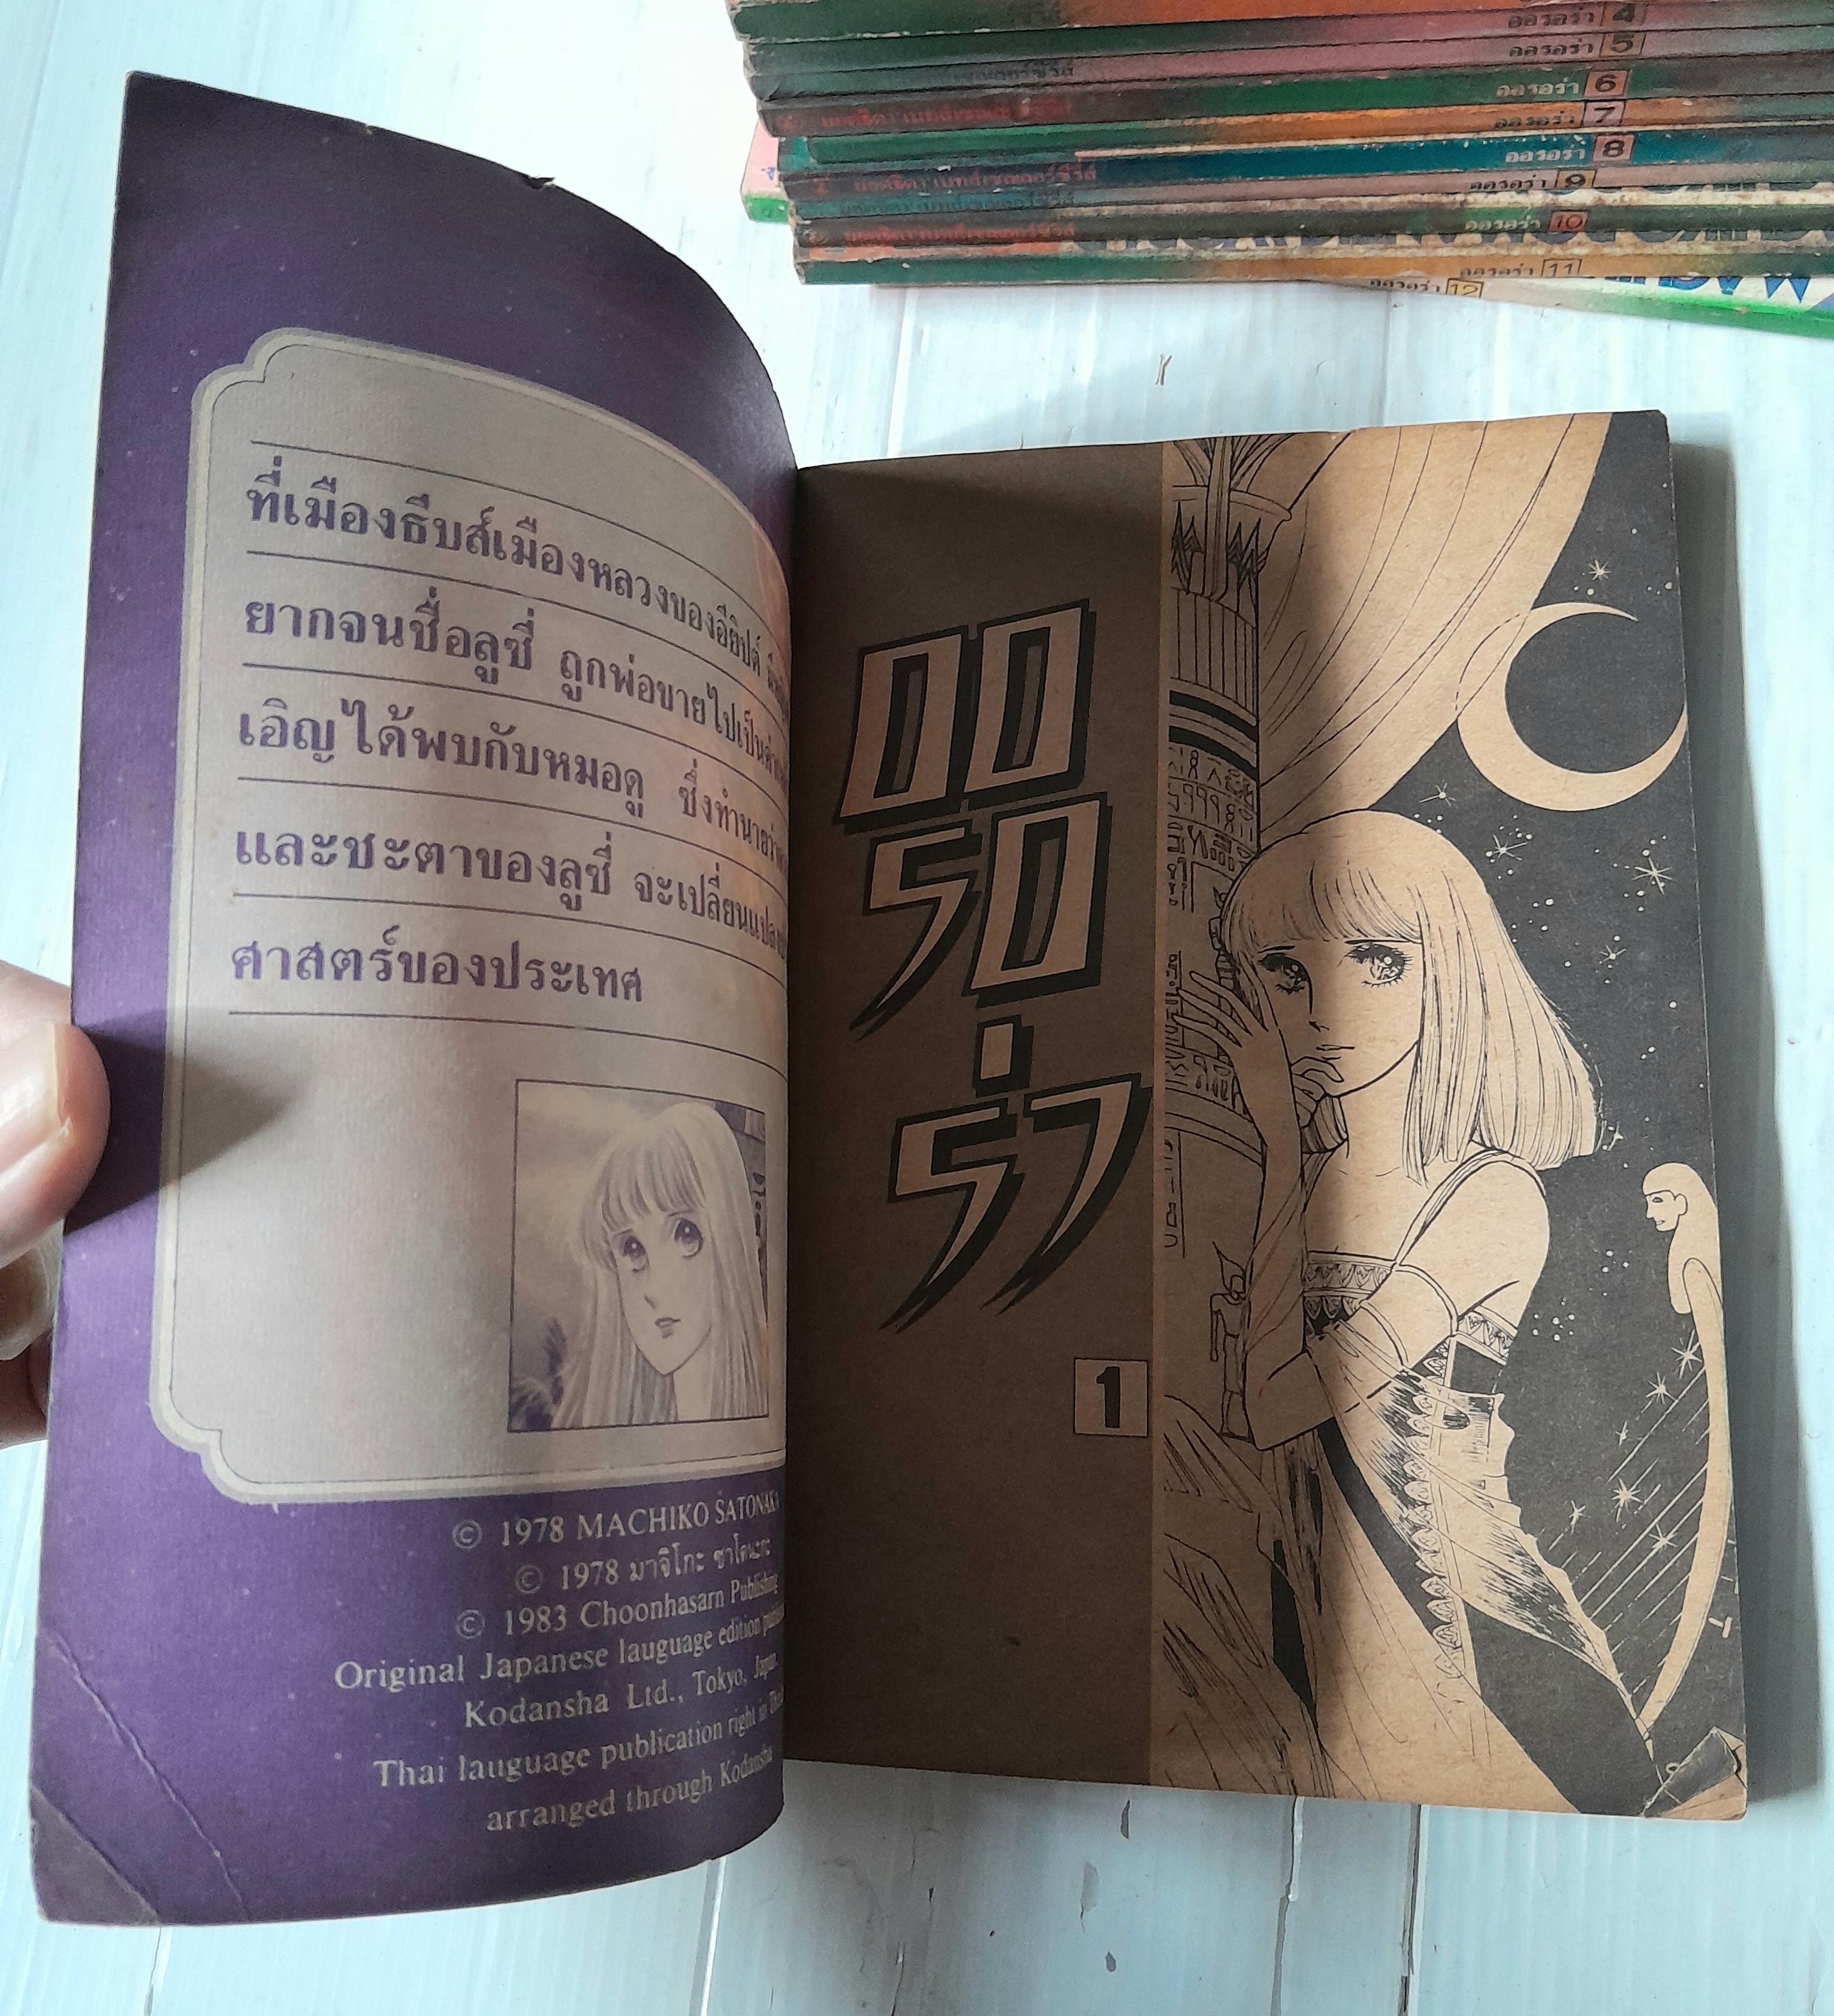 ออรอร่า 4
ออรอร่า 5
ออรอร่า 6
ออรอร่า 7
ออรอร่า 8
ออรอร่า 9
ออรอร่า 10
ออรอร่า 11
ออรอร่า 12
ที่เมืองธีบส์เมืองหลวงของอียิปต์
ยากจนชื่อลูซี่ ถูกพ่อขายไปเป็น
เอิญได้พบกับหมอดู ซึ่งทำนายว่า
และชะตาของลูซี่ จะเปลี่ยนแปลง
ศาสตร์ของประเทศ
© 1978 MACHIKO SATONAKA
© 1978 มาจิโกะ ซาโตนะกะ
© 1983 Choonhasarn Publishing
Original Japanese lauguage edition
Kodansha Ltd., Tokyo, Japan.
Thai lauguage publication right in
arranged through Kodansha
ออ
รอ
ร่า
1